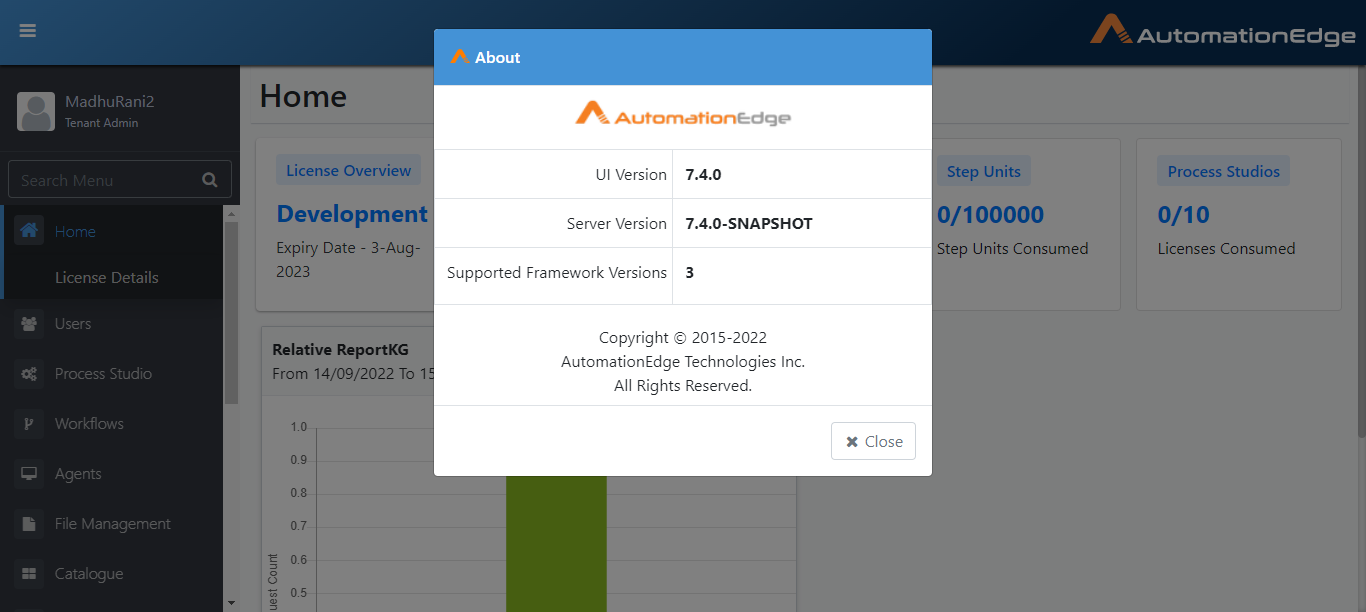 AutomationEdge
MadhuRani2
Tenant Admin
Search Menu
Home
License Details
Users
Process Studio
Workflows
Agents
File Management
Catalogue
Home
License Overview
Development
Expiry Date - 3-Aug-
2023
Step Units
0/100000
Step Units Consumed
Process Studios
0/10
Licenses Consumed
Relative ReportKG
From 14/09/2022 To 15
1.0
0.9
0.8
0.7
0.6
0.5
Count
About
AutomationEdge
UI Version 7.4.0
Server Version 7.4.0-SNAPSHOT
Supported Framework Versions 3
Copyright © 2015-2022
AutomationEdge Technologies Inc.
All Rights Reserved.
Close